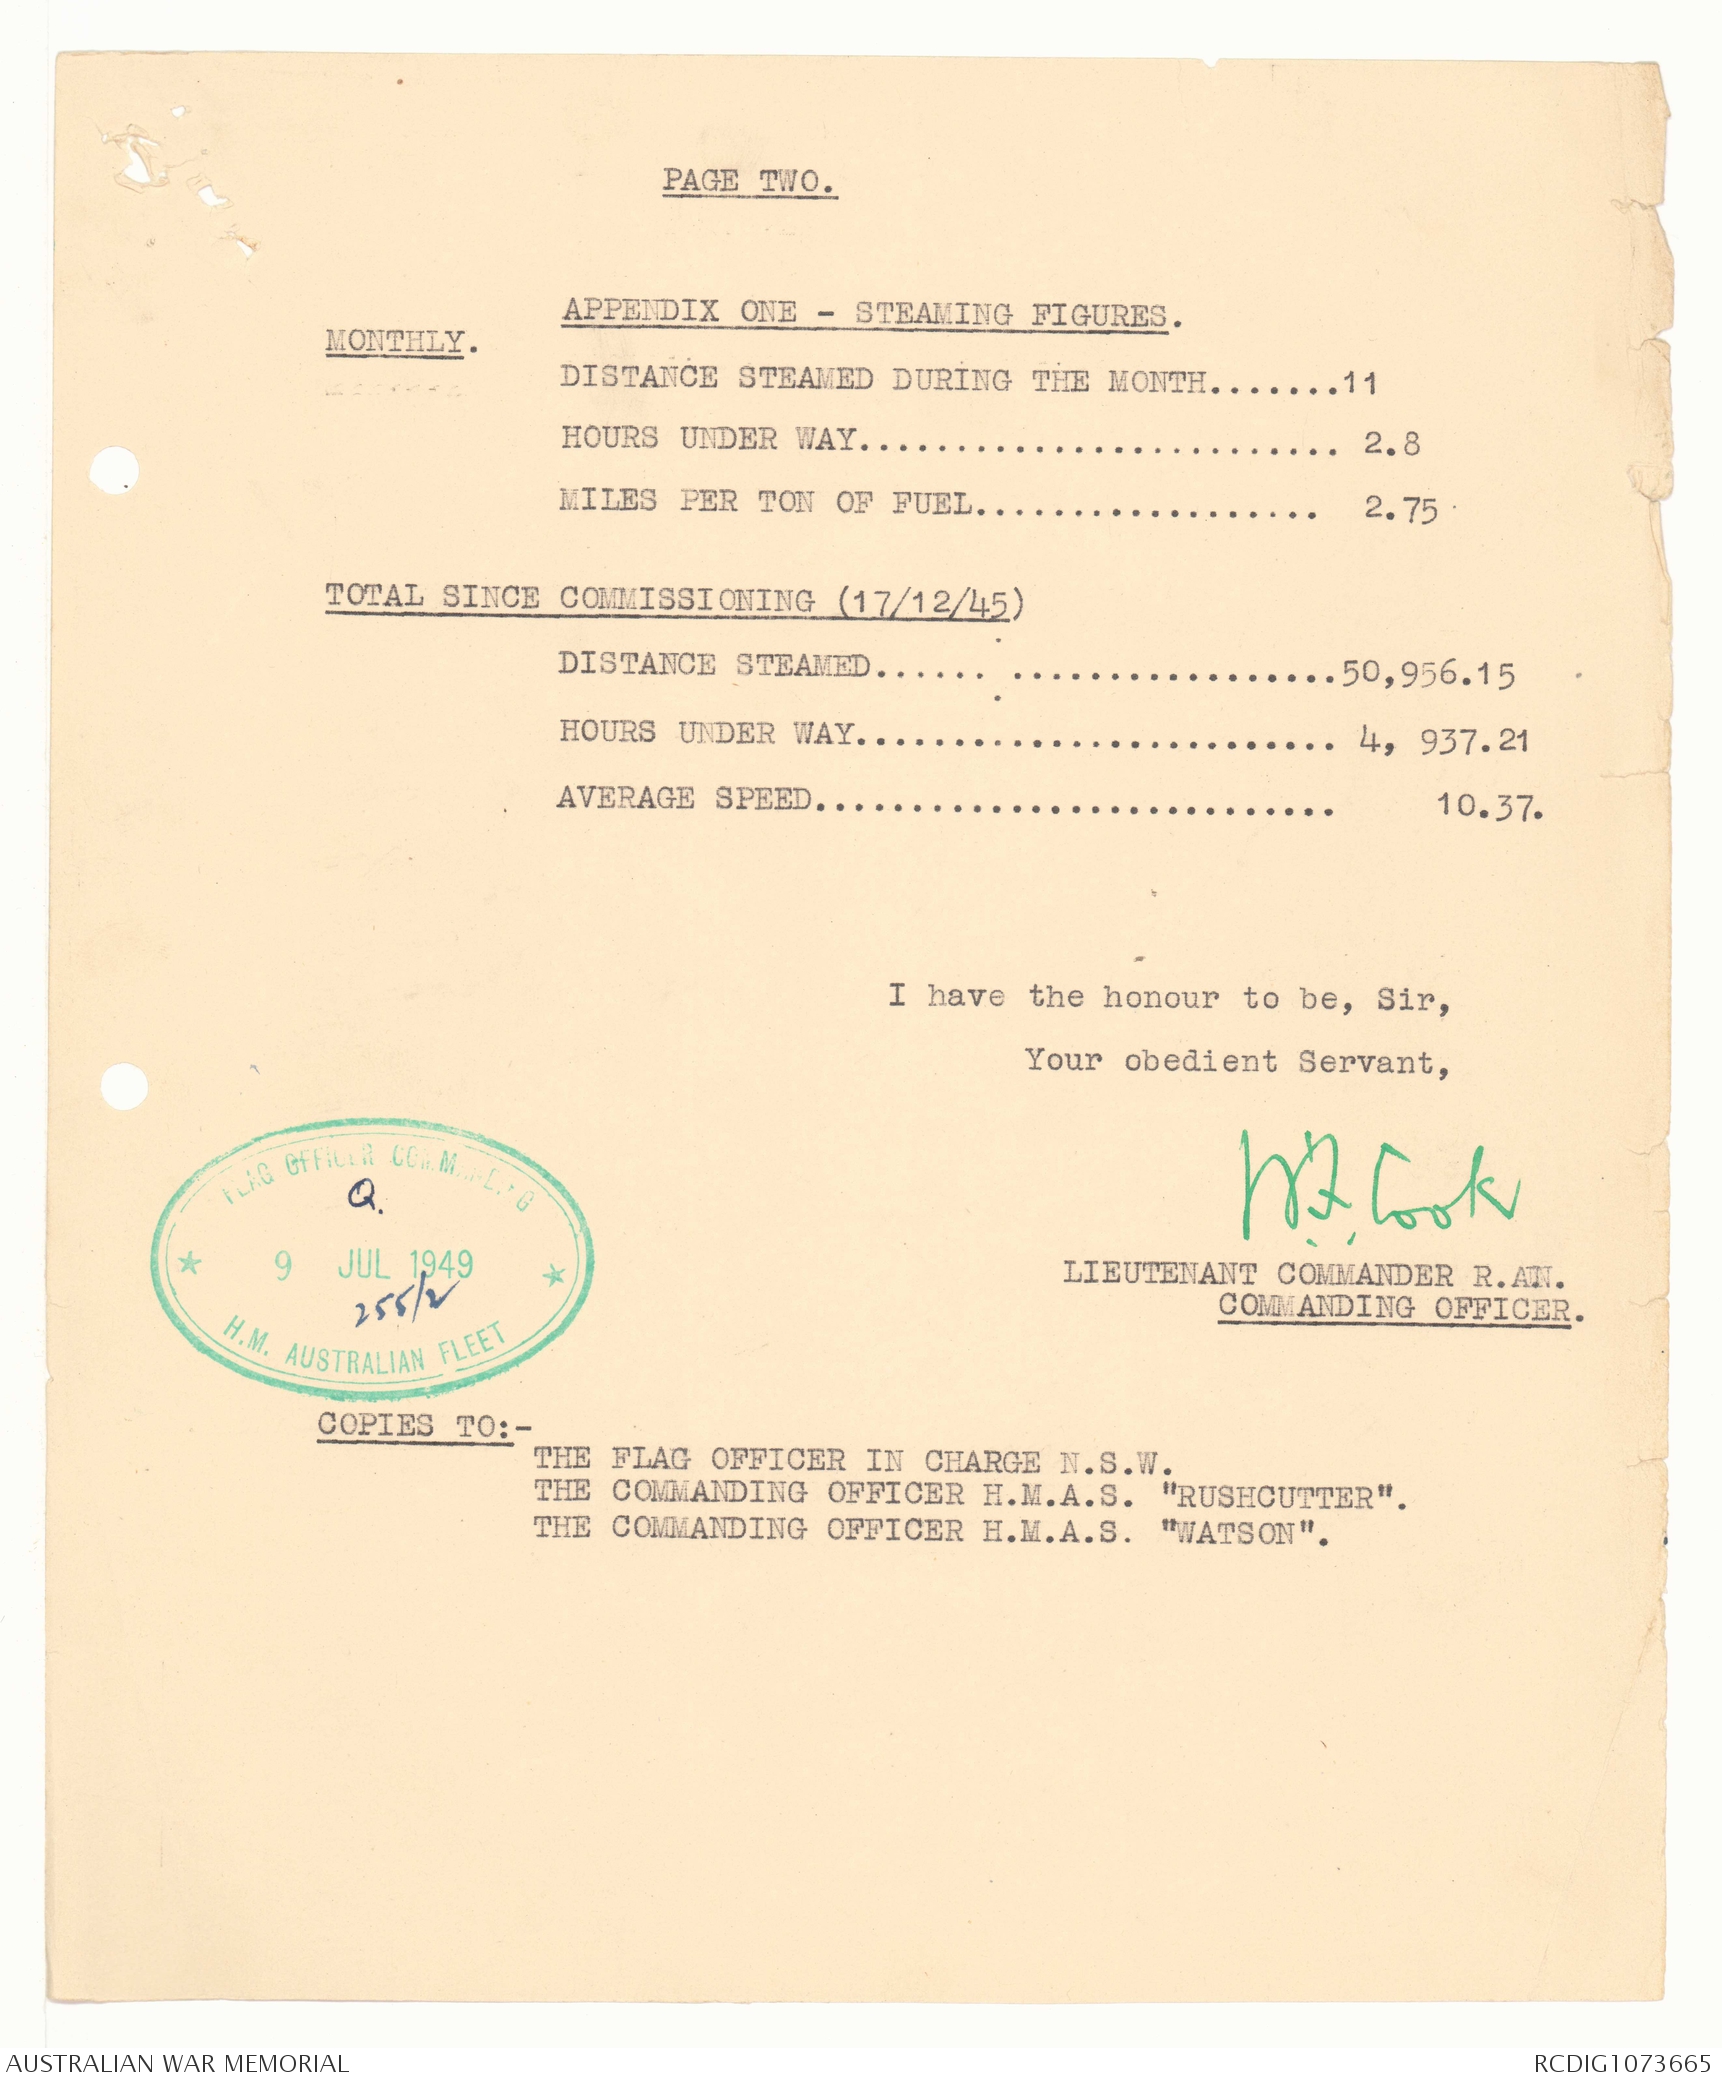 PAGE TWO.
APPENDIX ONE - STEAMING FIGURES.
MONTHLY.
DISTANCE STEAMED DURING THE MONTH.......11
HOURS UNDER WAY......................... 2.8
MILES PER TON OF FUEL.................. 2.75
TOTAL SINCE COMMISSIONING (17/12/45)
DISTANCE STEAMED...... .................50,956.15
HOURS UNDER WAY......................... 4, 937.21
AVERAGE SPEED........................... 10.37.
I have the honour to be, Sir,
Your obedient Servant,
W F. Cook
LIEUTENANT COMMANDER R.AN.
COMMANDING OFFICER.
FLAG OFFICER COMMANDING
Q.
9 JUL 1949
255/2
H.M. AUSTRALIAN FLEET
COPIES TO:-
THE FLAG OFFICER IN CHARGE N.S.W.
THE COMMANDING OFFICER H.M.A.S. "RUSHCUTTER".
THE COMMANDING OFFICER H.M.A.S. "WATSON".
AUSTRALIAN WAR MEMORIAL
RCDIG1073665